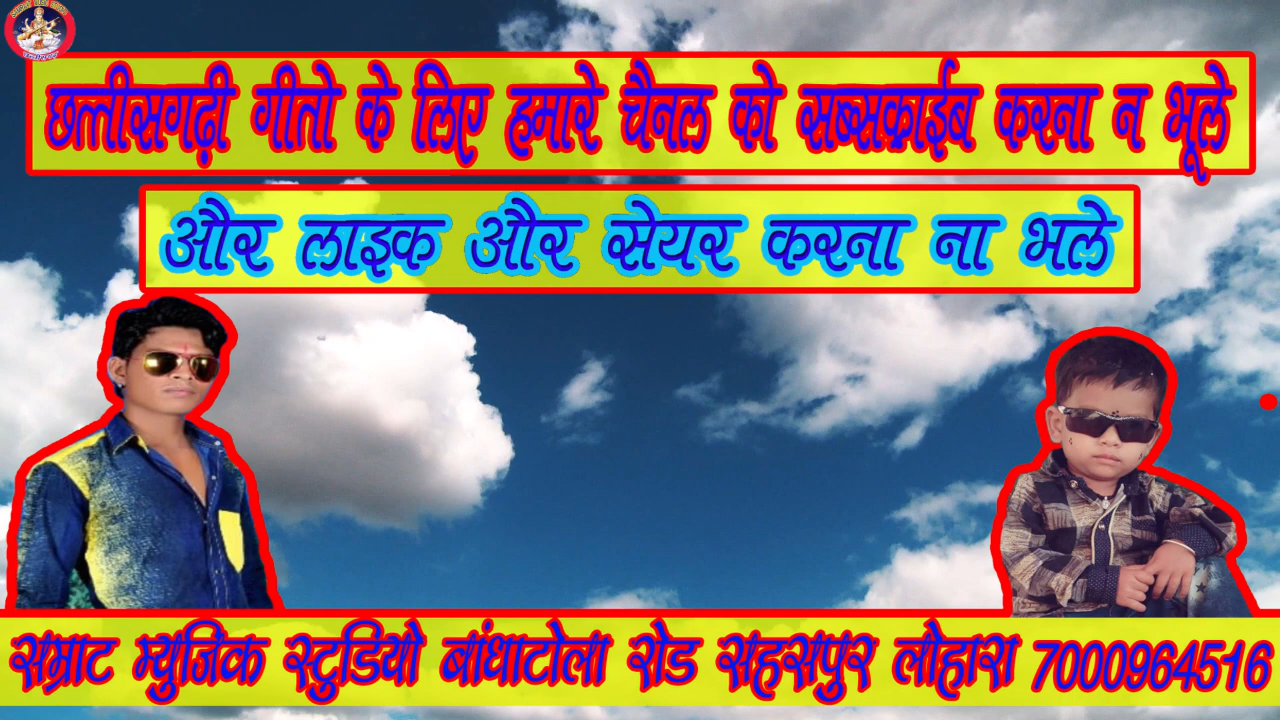 छत्तीसगढ़ी गीतो के लिए हमारे चैनल को सब्सक्राईब करना न भूले
और लाइक और सेयर करना ना भले
सम्राट म्युजिक स्टुडियो बांधाटोला रोड सहसपुर लोहारा 7000964516